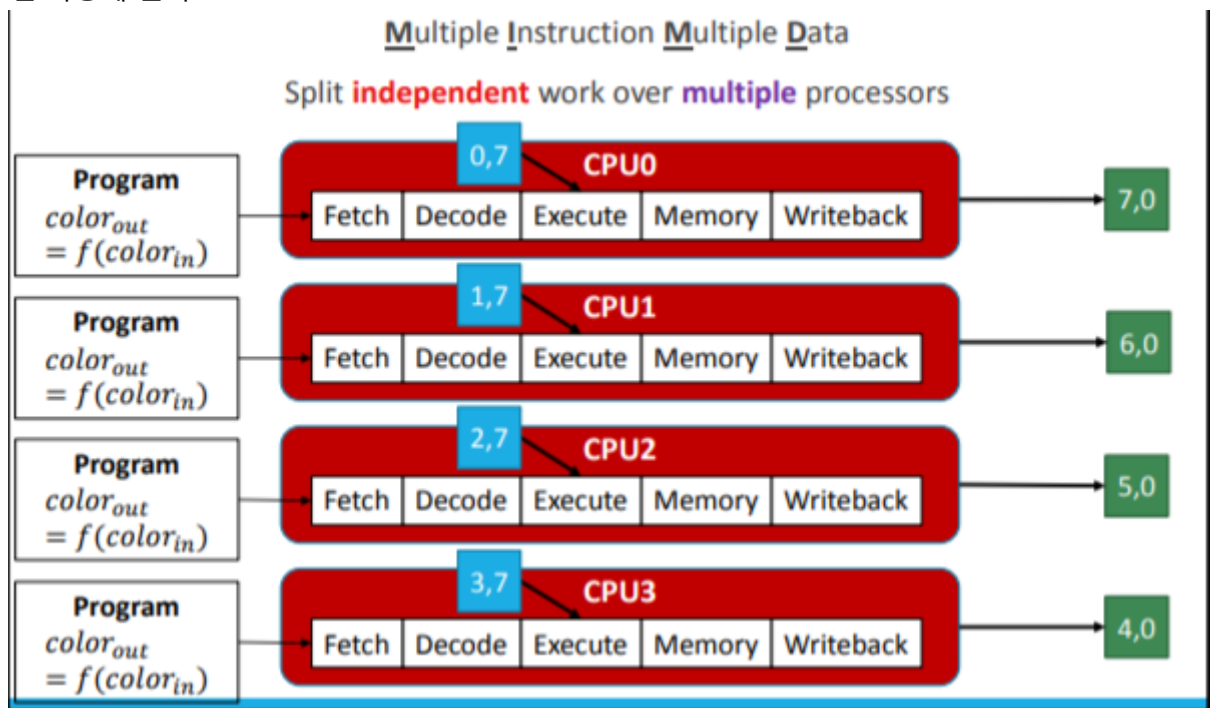 Multiple Instruction Multiple Data
Split independent work over multiple processors
Program
color_out
= f(color_in)
0,7
CPU0
Fetch Decode Execute Memory Writeback
7,0
Program
color_out
= f(color_in)
1,7
CPU1
Fetch Decode Execute Memory Writeback
6,0
Program
color_out
= f(color_in)
2,7
CPU2
Fetch Decode Execute Memory Writeback
5,0
Program
color_out
= f(color_in)
3,7
CPU3
Fetch Decode Execute Memory Writeback
4,0